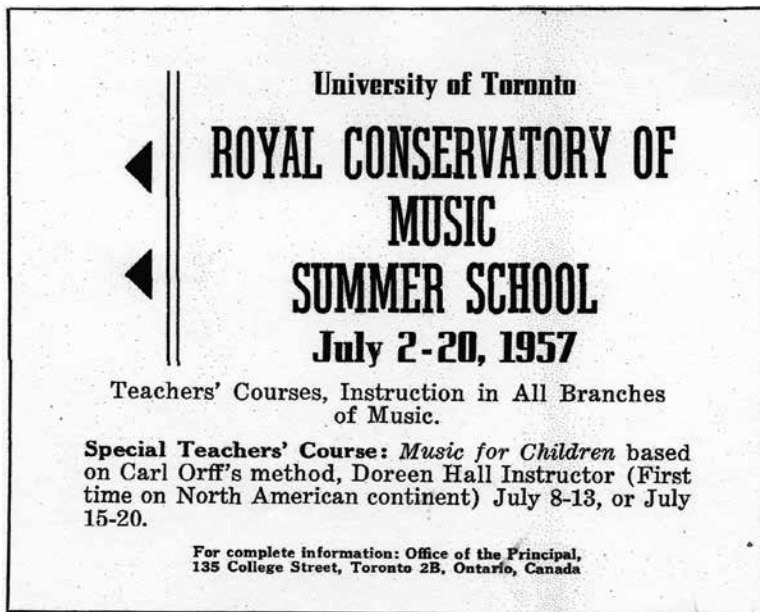 University of Toronto
ROYAL CONSERVATORY OF
MUSIC
SUMMER SCHOOL
July 2-20, 1957
Teachers' Courses, Instruction in All Branches
of Music.
Special Teachers' Course: Music for Children based
on Carl Orff's method, Doreen Hall Instructor (First
time on North American continent) July 8-13, or July
15-20.
For complete information: Office of the Principal,
135 College Street, Toronto 2B, Ontario, Canada